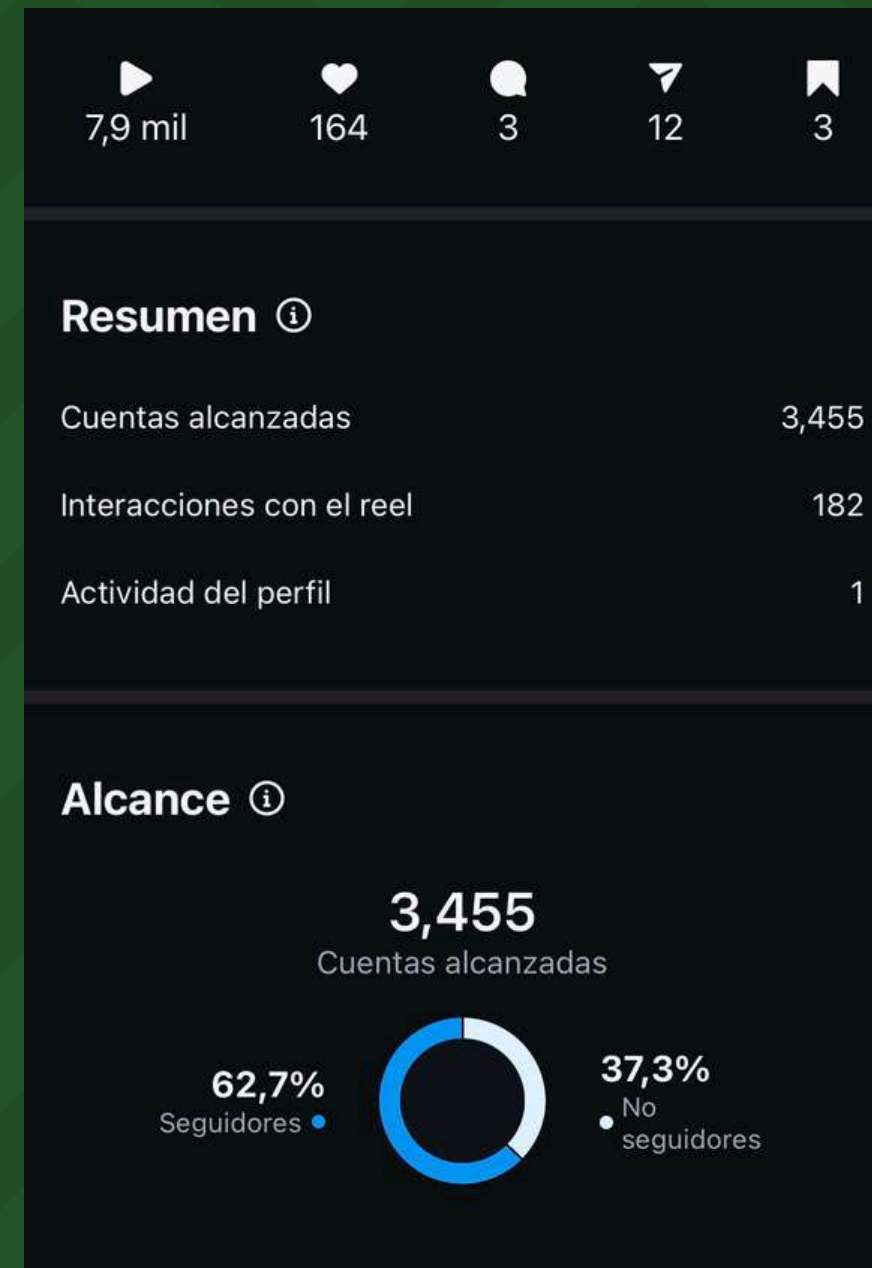 7,9 mil 164 3 12 3
Resumen
Cuentas alcanzadas 3,455
Interacciones con el reel 182
Actividad del perfil 1
Alcance
3,455
Cuentas alcanzadas
62,7%
Seguidores
37,3%
No
seguidores